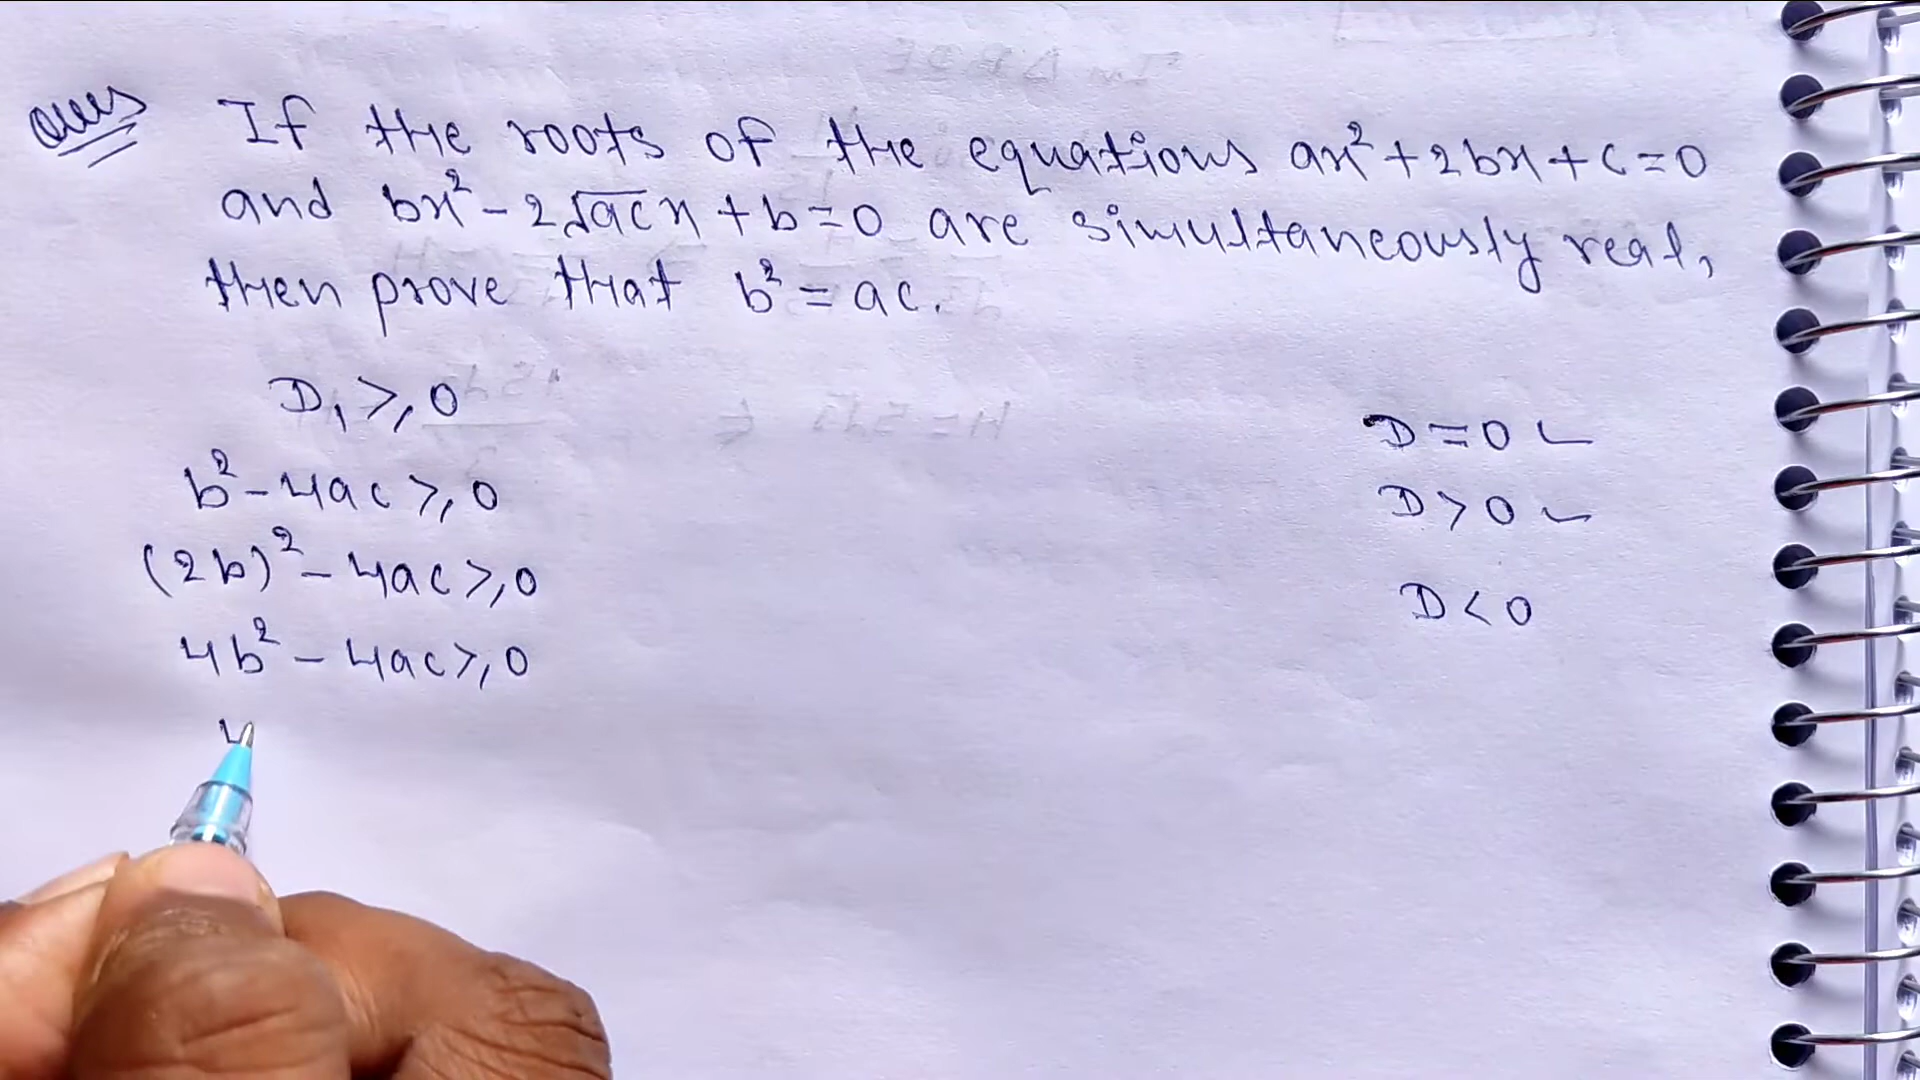 Ques If the roots of the equations ax²+2bx+c=0
and bx²-2√ac x+b=0 are simultaneously real,
then prove that b²=ac.
D₁≥0
b²-4ac≥0
(2b)²-4ac≥0
4b²-4ac≥0
D=0
D>0
D<0